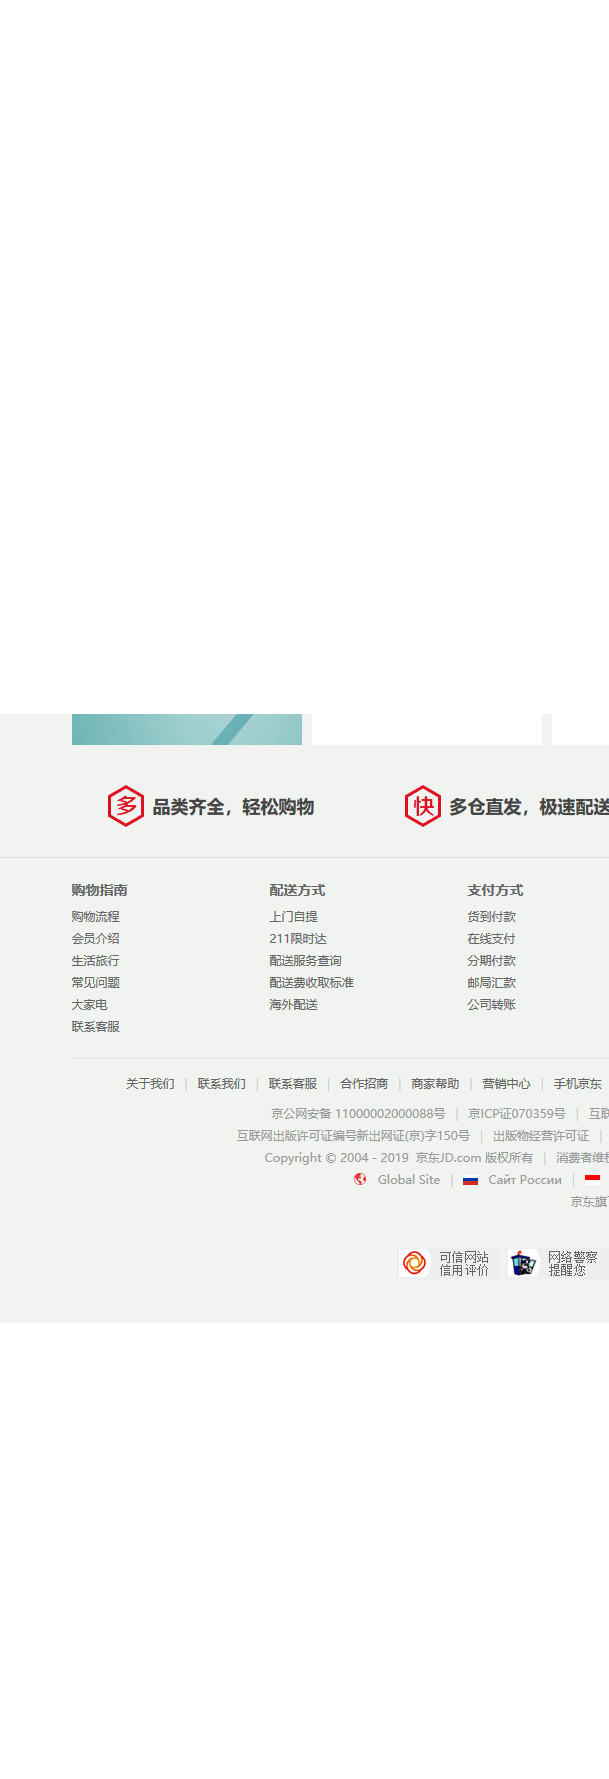 多 品类齐全，轻松购物 快 多仓直发，极速配送
购物指南 配送方式 支付方式
购物流程 上门自提 货到付款
会员介绍 211限时达 在线支付
生活旅行 配送服务查询 分期付款
常见问题 配送费收取标准 邮局汇款
大家电 海外配送 公司转账
联系客服
关于我们 | 联系我们 | 联系客服 | 合作招商 | 商家帮助 | 营销中心 | 手机京东
京公网安备 11000002000088号 | 京ICP证070359号 | 互联
互联网出版许可证编号新出网证(京)字150号 | 出版物经营许可证 |
Copyright © 2004 - 2019 京东JD.com 版权所有 | 消费者维
Global Site | Сайт России |
京东旗
可信网站 网络警察
信用评价 提醒您